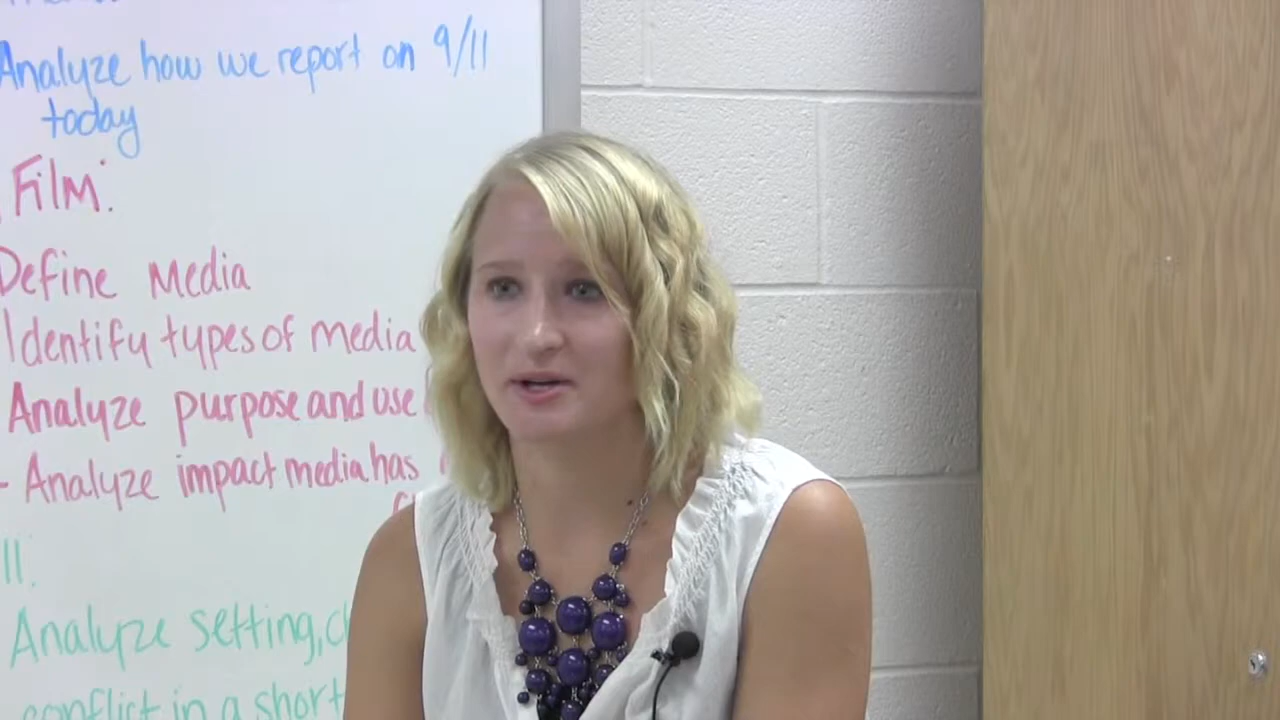 Analyze how we report on 9/11
today
Film:
Define Media
Identify types of media
Analyze purpose and use
- Analyze impact media has
11.
Analyze setting,
conflict in a short